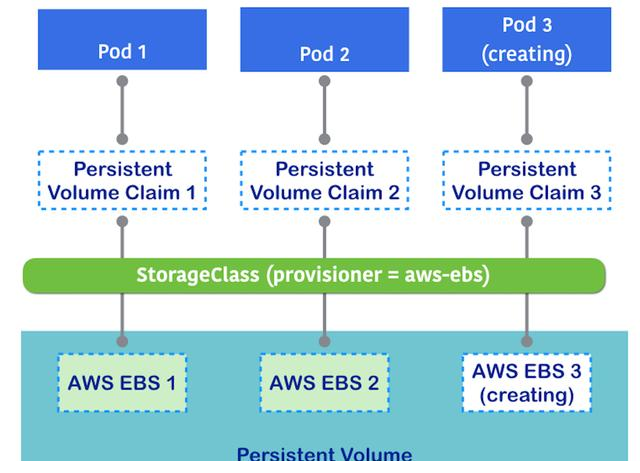 Pod 1
Pod 2
Pod 3
(creating)
Persistent
Volume Claim 1
Persistent
Volume Claim 2
Persistent
Volume Claim 3
StorageClass (provisioner = aws-ebs)
AWS EBS 1
AWS EBS 2
AWS EBS 3
(creating)
Persistent Volume